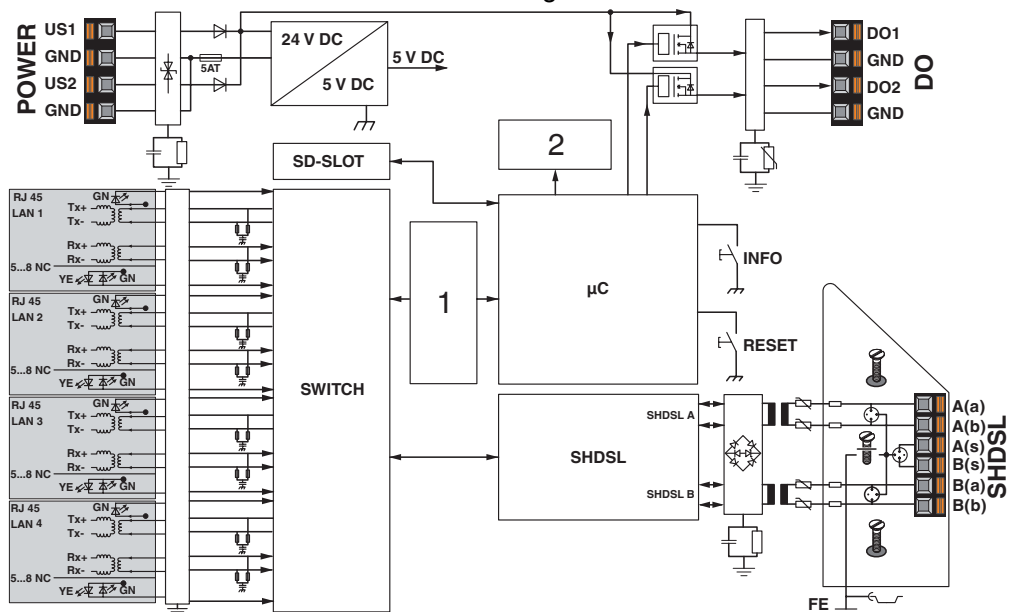 POWER
US1
GND
US2
GND
5AT
24 V DC
5 V DC
5 V DC
DO1
GND
DO2
GND
DO
SD-SLOT
2
1
µC
INFO
RESET
SWITCH
SHDSL
SHDSL A
SHDSL B
RJ 45
LAN 1
GN
Tx+
Tx-
Rx+
Rx-
5...8 NC
YE
GN
RJ 45
LAN 2
GN
Tx+
Tx-
Rx+
Rx-
5...8 NC
YE
GN
RJ 45
LAN 3
GN
Tx+
Tx-
Rx+
Rx-
5...8 NC
YE
GN
RJ 45
LAN 4
GN
Tx+
Tx-
Rx+
Rx-
5...8 NC
YE
GN
A(a)
A(b)
A(s)
B(s)
B(a)
B(b)
SHDSL
FE